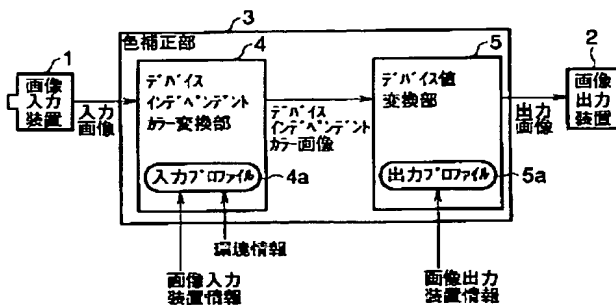 3
色補正部
1
画像
入力
装置
入力
画像
4
デバイス
インデペンデント
カラー変換部
入力プロファイル
4a
デバイス
インデペンデント
カラー画像
5
デバイス値
変換部
出力プロファイル
5a
出力
画像
2
画像
出力
装置
環境情報
画像入力
装置情報
画像出力
装置情報